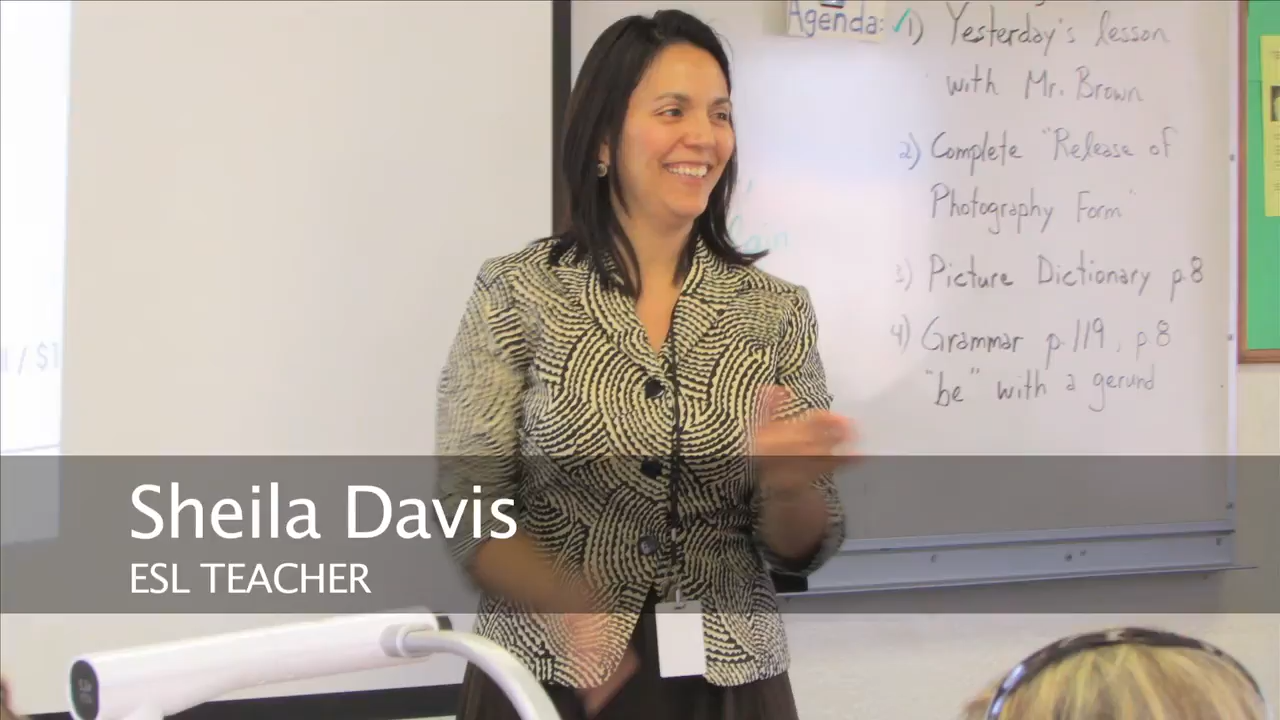 Agenda: ✓ 1) Yesterday's lesson
with Mr. Brown
2) Complete "Release of
Photography Form"
3) Picture Dictionary p.8
4) Grammar p.119, p.8
"be" with a gerund
/ $1
Sheila Davis
ESL TEACHER